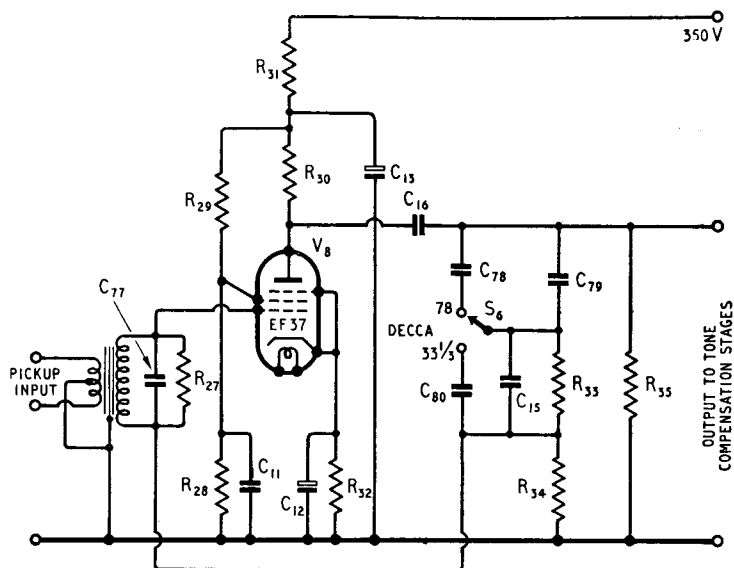 350 V
R31
R30
C13
R29
C16
V8
C77
C78
C79
EF37
78
S6
DECCA
33⅓
PICKUP
INPUT
R27
C80
C15
R33
R35
R28
C11
C12
R32
R34
OUTPUT TO TONE
COMPENSATION STAGES